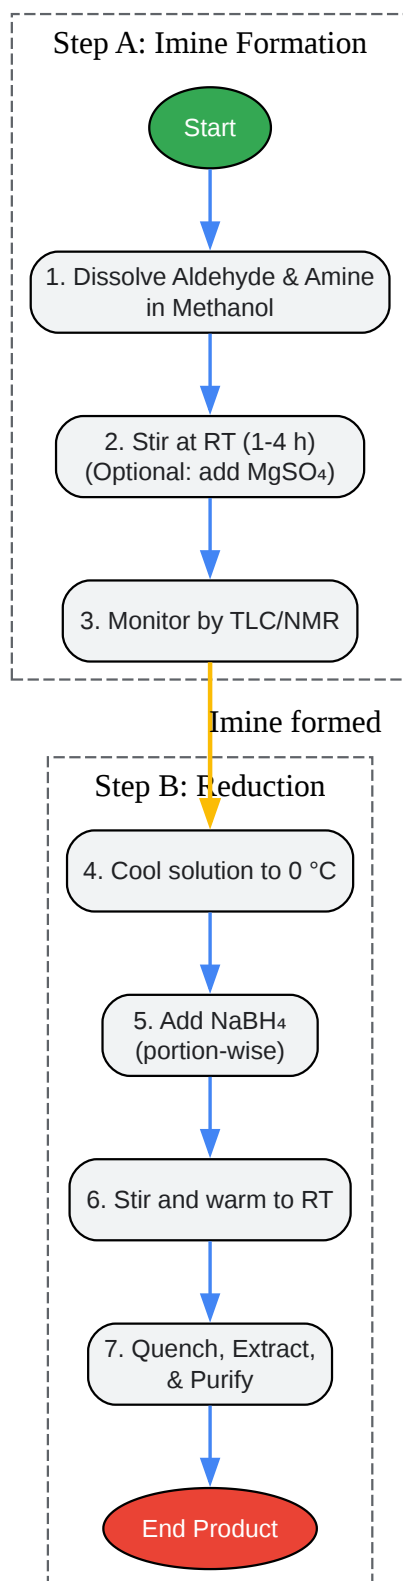 Step A: Imine Formation
Start
1. Dissolve Aldehyde & Amine
in Methanol
2. Stir at RT (1-4 h)
(Optional: add MgSO₄)
3. Monitor by TLC/NMR
Imine formed
Step B: Reduction
4. Cool solution to 0 °C
5. Add NaBH₄
(portion-wise)
6. Stir and warm to RT
7. Quench, Extract,
& Purify
End Product